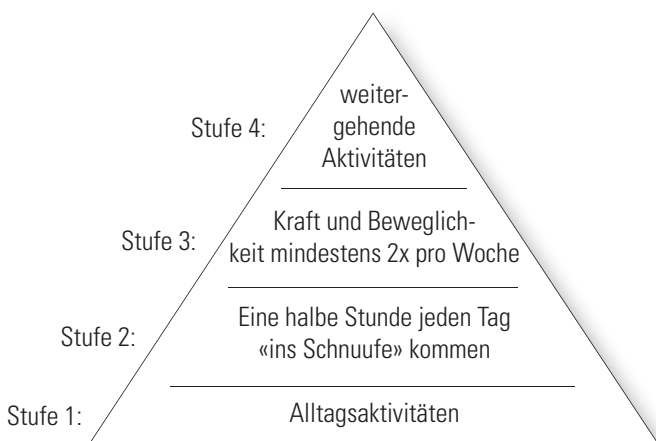 weiter-
Stufe 4: gehende
Aktivitäten
Kraft und Beweglich-
Stufe 3: keit mindestens 2x pro Woche
Eine halbe Stunde jeden Tag
Stufe 2: «ins Schnuufe» kommen
Stufe 1: Alltagsaktivitäten